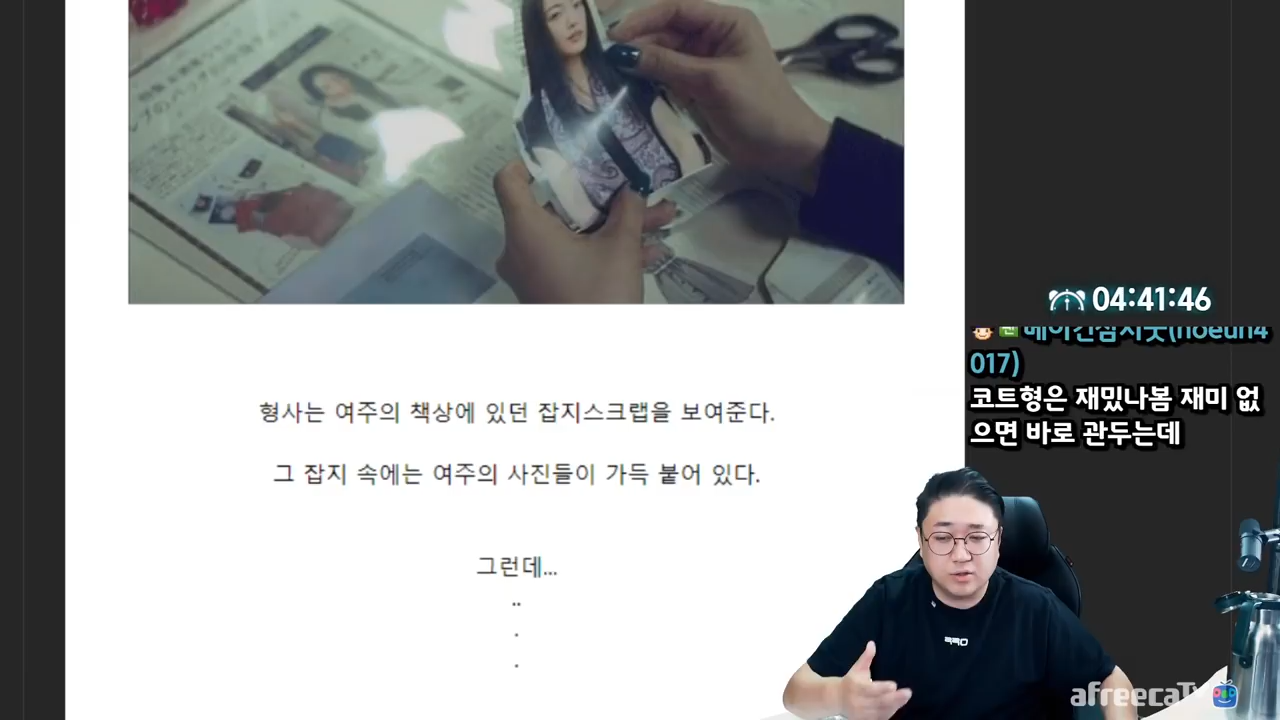 04:41:46
017)
코트형은 재밌나봄 재미 없
으면 바로 관두는데
형사는 여주의 책상에 있던 잡지스크랩을 보여준다.
그 잡지 속에는 여주의 사진들이 가득 붙어 있다.
그런데...
..
.
.
afreecaTV